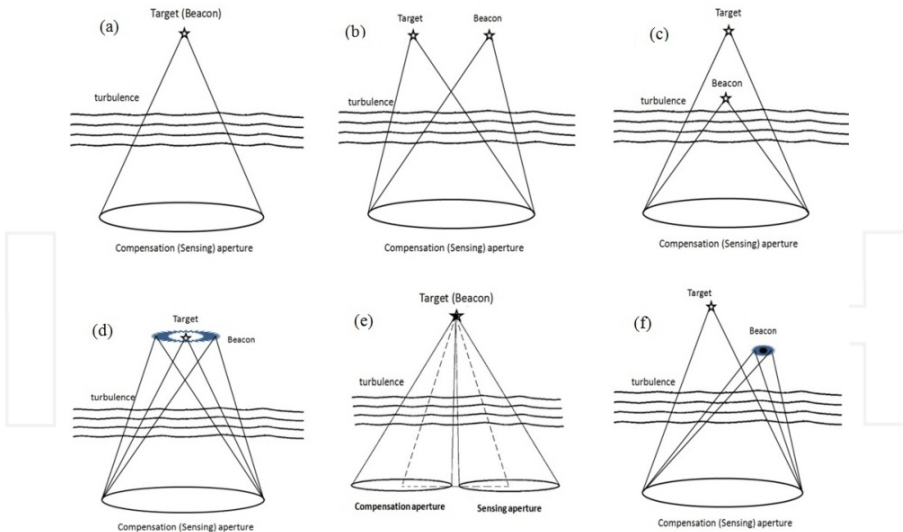 (a)
Target (Beacon)
turbulence
Compensation (Sensing) aperture
(b)
Target
Beacon
turbulence
Compensation (Sensing) aperture
(c)
Target
Beacon
turbulence
Compensation (Sensing) aperture
(d)
Target
Beacon
turbulence
Compensation (Sensing) aperture
(e)
Target (Beacon)
turbulence
Compensation aperture
Sensing aperture
(f)
Target
Beacon
turbulence
Compensation (Sensing) aperture